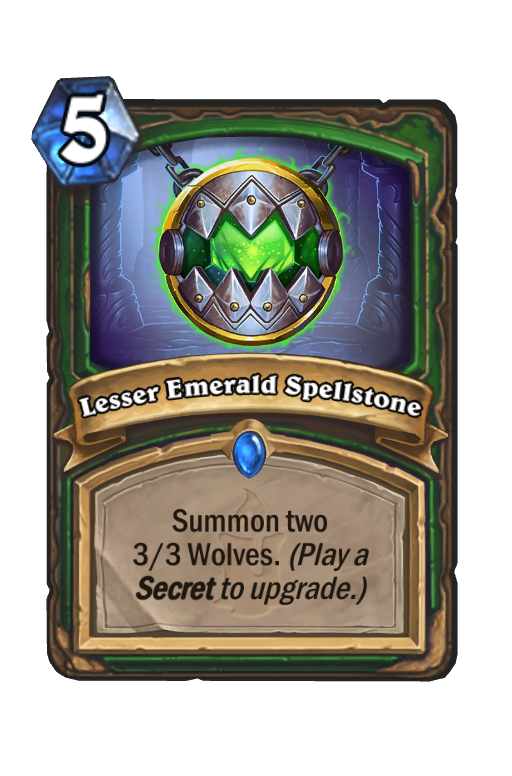 5
Lesser Emerald Spellstone
Summon two
3/3 Wolves. (Play a
Secret to upgrade.)